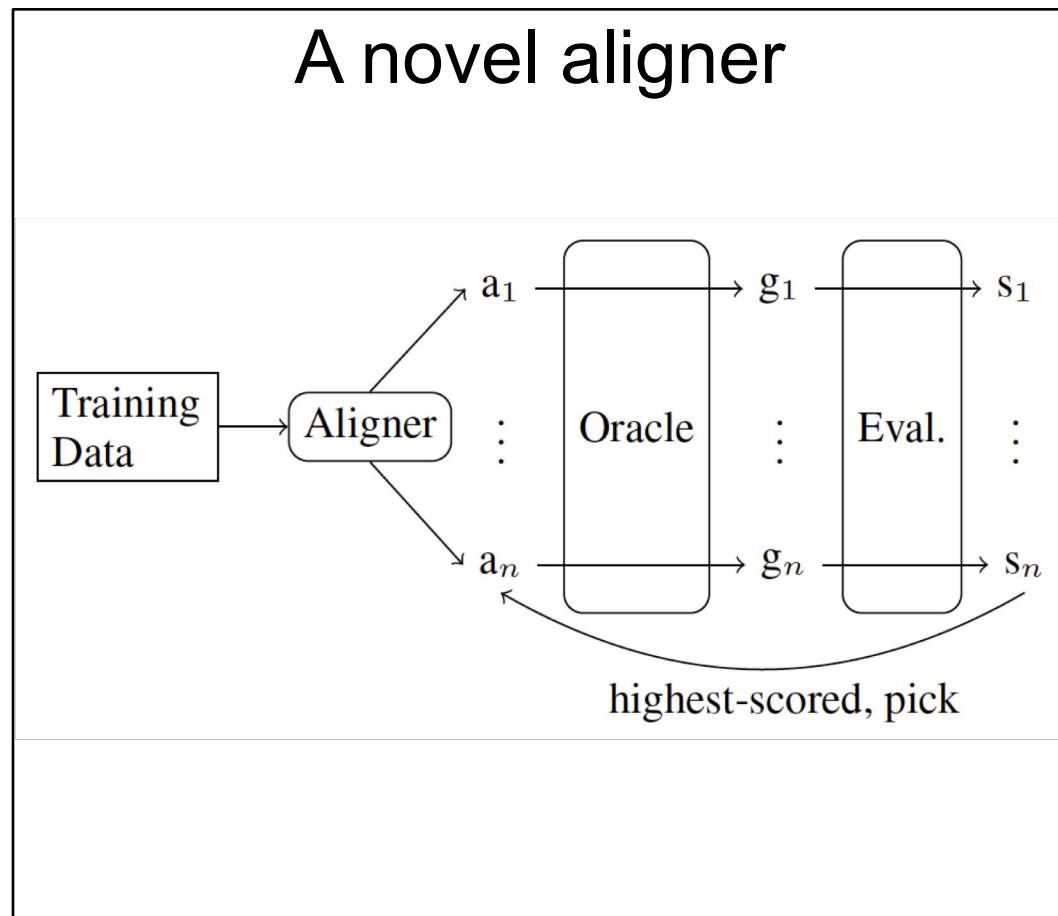 A novel aligner
a₁ g₁ s₁
Training
Data
Aligner
⋮ Oracle ⋮ Eval. ⋮
aₙ gₙ sₙ
highest-scored, pick